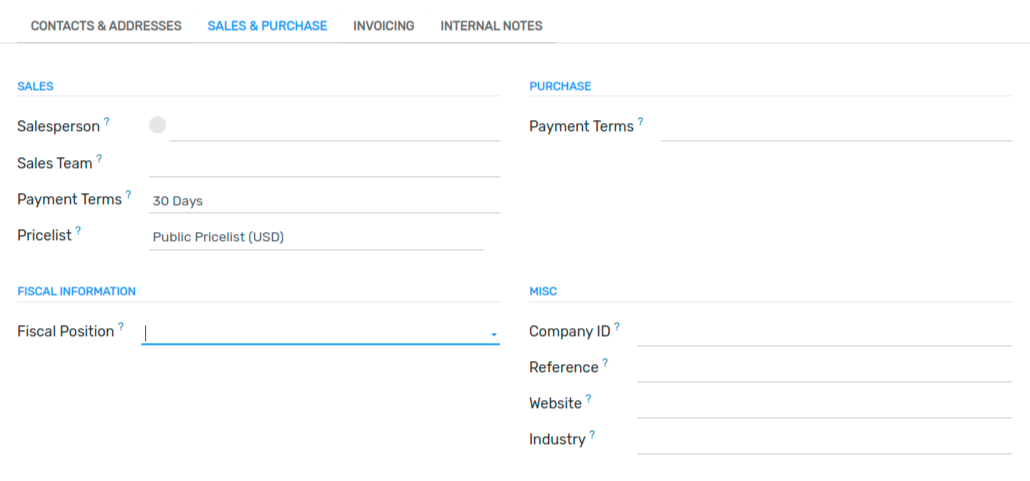 CONTACTS & ADDRESSES SALES & PURCHASE INVOICING INTERNAL NOTES
SALES
Salesperson ?
Sales Team ?
Payment Terms ? 30 Days
Pricelist ? Public Pricelist (USD)
PURCHASE
Payment Terms ?
FISCAL INFORMATION
Fiscal Position ?
MISC
Company ID ?
Reference ?
Website ?
Industry ?